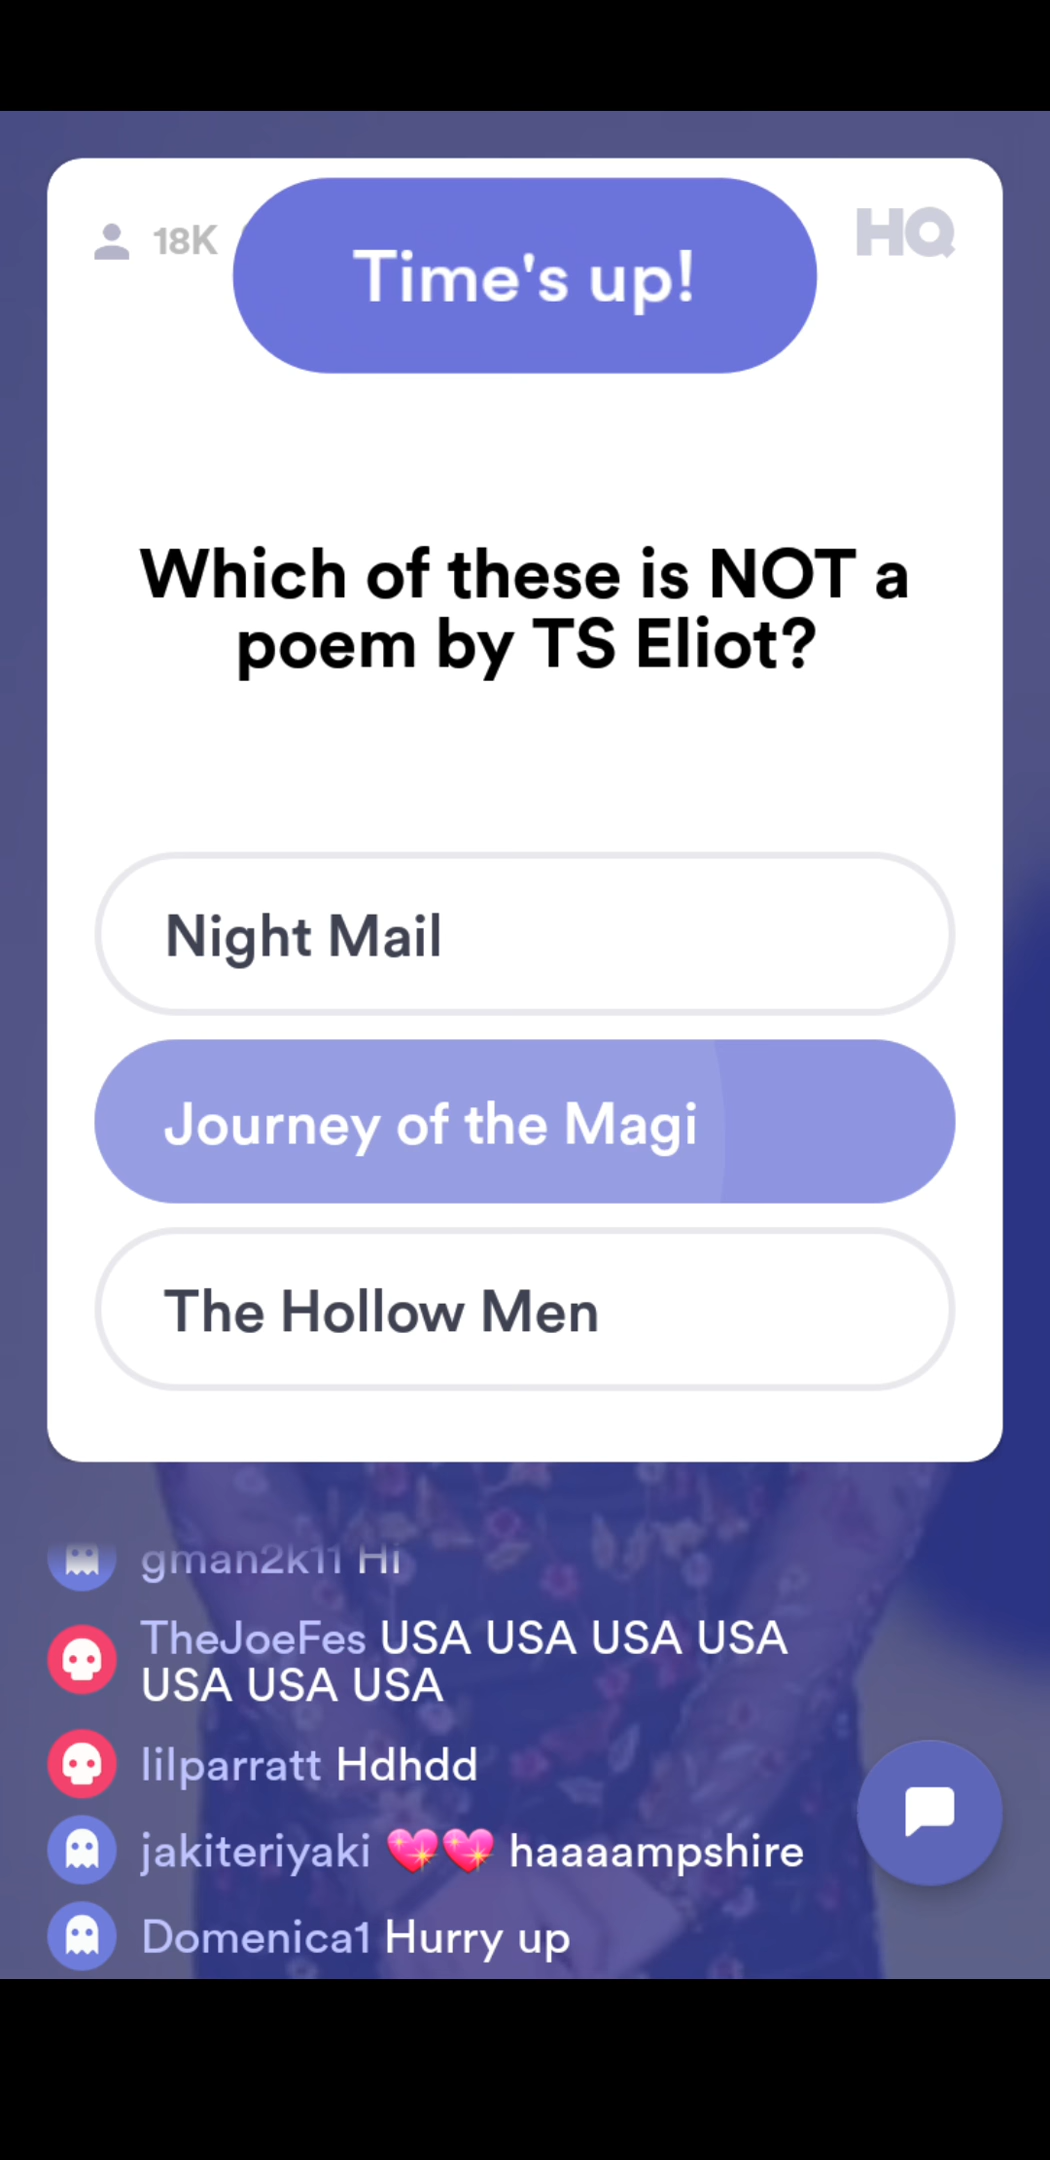 18K
Time's up!
HQ
Which of these is NOT a
poem by TS Eliot?
Night Mail
Journey of the Magi
The Hollow Men
gman2k11 Hi
TheJoeFes USA USA USA USA
USA USA USA
lilparratt Hdhdd
jakiteriyaki 💖💖 haaaampshire
Domenica1 Hurry up